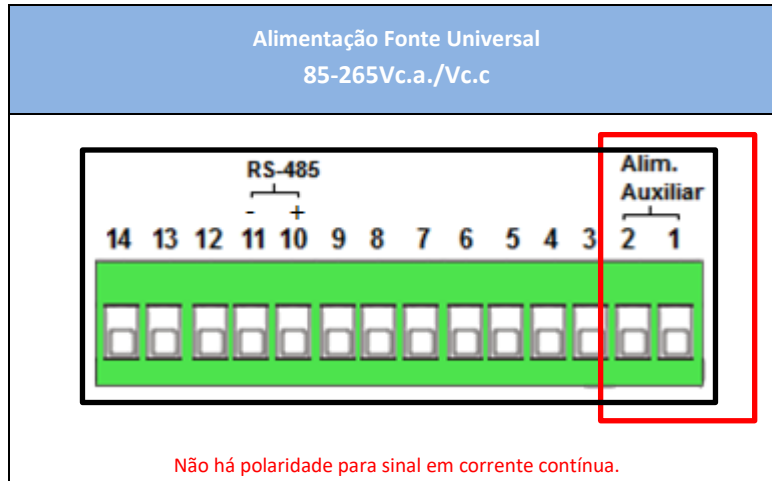 Alimentação Fonte Universal
85-265Vc.a./Vc.c
RS-485
Alim.
Auxiliar
- +
14 13 12 11 10 9 8 7 6 5 4 3 2 1
Não há polaridade para sinal em corrente contínua.